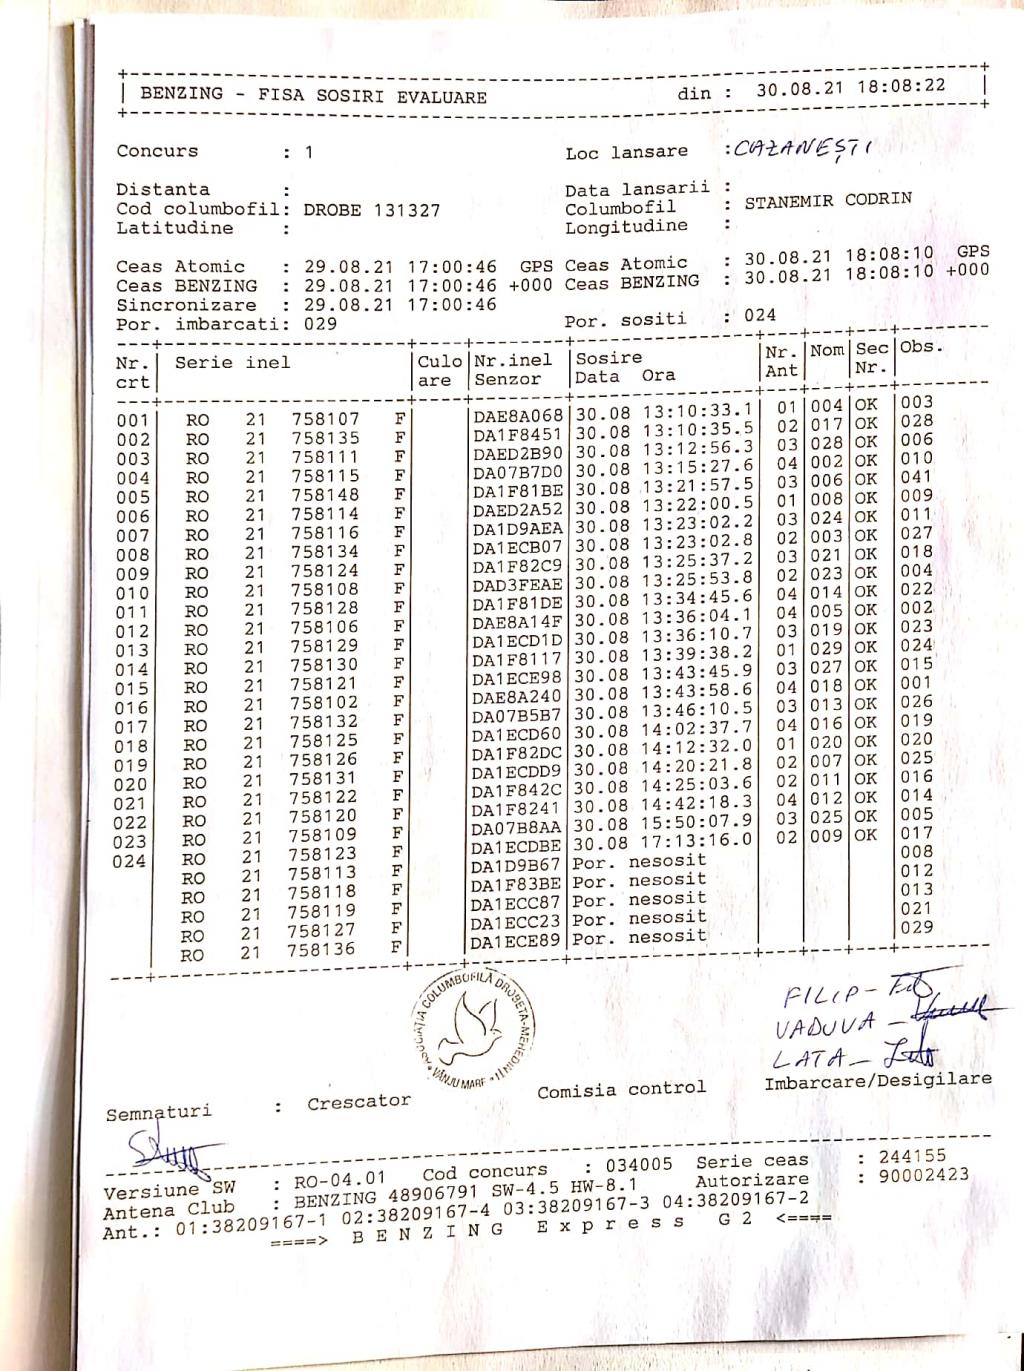 BENZING - FISA SOSIRI EVALUARE din : 30.08.21 18:08:22
Concurs : 1 Loc lansare : CAZANEȘTI
Distanta : Data lansarii :
Cod columbofil: DROBE 131327 Columbofil : STANEMIR CODRIN
Latitudine : Longitudine :
Ceas Atomic : 29.08.21 17:00:46 GPS Ceas Atomic : 30.08.21 18:08:10 GPS
Ceas BENZING : 29.08.21 17:00:46 +000 Ceas BENZING : 30.08.21 18:08:10 +000
Sincronizare : 29.08.21 17:00:46
Por. imbarcati: 029 Por. sositi : 024
Nr. Serie inel Culo Nr.inel Sosire Nr. Nom Sec Obs.
crt are Senzor Data Ora Ant Nr.
001 RO 21 758107 F DAE8A068 30.08 13:10:33.1 01 004 OK 003
002 RO 21 758135 F DA1F8451 30.08 13:10:35.5 02 017 OK 028
003 RO 21 758111 F DAED2B90 30.08 13:12:56.3 03 028 OK 006
004 RO 21 758115 F DA07B7D0 30.08 13:15:27.6 04 002 OK 010
005 RO 21 758148 F DA1F81BE 30.08 13:21:57.5 03 006 OK 041
006 RO 21 758114 F DAED2A52 30.08 13:22:00.5 01 008 OK 009
007 RO 21 758116 F DA1D9AEA 30.08 13:23:02.2 03 024 OK 011
008 RO 21 758134 F DA1ECB07 30.08 13:23:02.8 02 003 OK 027
009 RO 21 758124 F DA1F82C9 30.08 13:25:37.2 03 021 OK 018
010 RO 21 758108 F DAD3FEAE 30.08 13:25:53.8 02 023 OK 004
011 RO 21 758128 F DA1F81DE 30.08 13:34:45.6 04 014 OK 022
012 RO 21 758106 F DAE8A14F 30.08 13:36:04.1 04 005 OK 002
013 RO 21 758129 F DA1ECD1D 30.08 13:36:10.7 03 019 OK 023
014 RO 21 758130 F DA1F8117 30.08 13:39:38.2 01 029 OK 024
015 RO 21 758121 F DA1ECE98 30.08 13:43:45.9 03 027 OK 015
016 RO 21 758102 F DAE8A240 30.08 13:43:58.6 04 018 OK 001
017 RO 21 758132 F DA07B5B7 30.08 13:46:10.5 03 013 OK 026
018 RO 21 758125 F DA1ECD60 30.08 14:02:37.7 04 016 OK 019
019 RO 21 758126 F DA1F82DC 30.08 14:12:32.0 01 020 OK 020
020 RO 21 758131 F DA1ECDD9 30.08 14:20:21.8 02 007 OK 025
021 RO 21 758122 F DA1F842C 30.08 14:25:03.6 02 011 OK 016
022 RO 21 758120 F DA1F8241 30.08 14:42:18.3 04 012 OK 014
023 RO 21 758109 F DA07B8AA 30.08 15:50:07.9 03 025 OK 005
024 RO 21 758123 F DA1ECDBE 30.08 17:13:16.0 02 009 OK 017
RO 21 758113 F DA1D9B67 Por. nesosit 008
RO 21 758118 F DA1F83BE Por. nesosit 012
RO 21 758119 F DA1ECC87 Por. nesosit 013
RO 21 758127 F DA1ECC23 Por. nesosit 021
RO 21 758136 F DA1ECE89 Por. nesosit 029
ASOCIAȚIA COLUMBOFILĂ DROBETA-MEHEDINȚI
VÂNJU MARE
FILIP -
VADUVA -
LATA -
Semnaturi : Crescator Comisia control Imbarcare/Desigilare
Versiune SW : RO-04.01 Cod concurs : 034005 Serie ceas : 244155
Antena Club : BENZING 48906791 SW-4.5 HW-8.1 Autorizare : 90002423
Ant.: 01:38209167-1 02:38209167-4 03:38209167-3 04:38209167-2
====> B E N Z I N G E x p r e s s G 2 <====